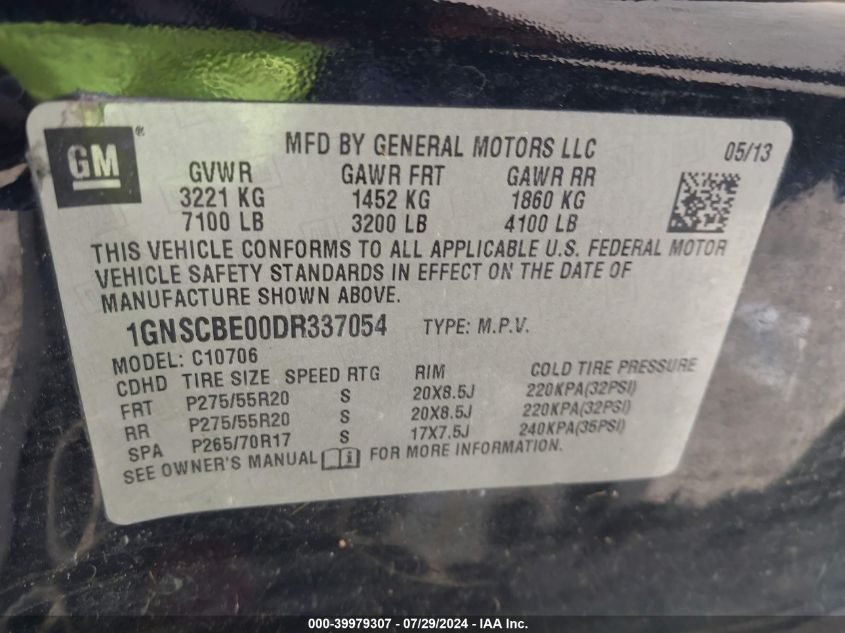 GM ® MFD BY GENERAL MOTORS LLC 05/13
GVWR GAWR FRT GAWR RR
3221 KG 1452 KG 1860 KG
7100 LB 3200 LB 4100 LB
THIS VEHICLE CONFORMS TO ALL APPLICABLE U.S. FEDERAL MOTOR
VEHICLE SAFETY STANDARDS IN EFFECT ON THE DATE OF
MANUFACTURE SHOWN ABOVE.
1GNSCBE00DR337054 TYPE: M.P.V.
MODEL: C10706
CDHD TIRE SIZE SPEED RTG RIM COLD TIRE PRESSURE
FRT P275/55R20 S 20X8.5J 220KPA(32PSI)
RR P275/55R20 S 20X8.5J 220KPA(32PSI)
SPA P265/70R17 S 17X7.5J 240KPA(35PSI)
SEE OWNER'S MANUAL i FOR MORE INFORMATION.
000-39979307 / 07/29/2024 - IAA Inc.